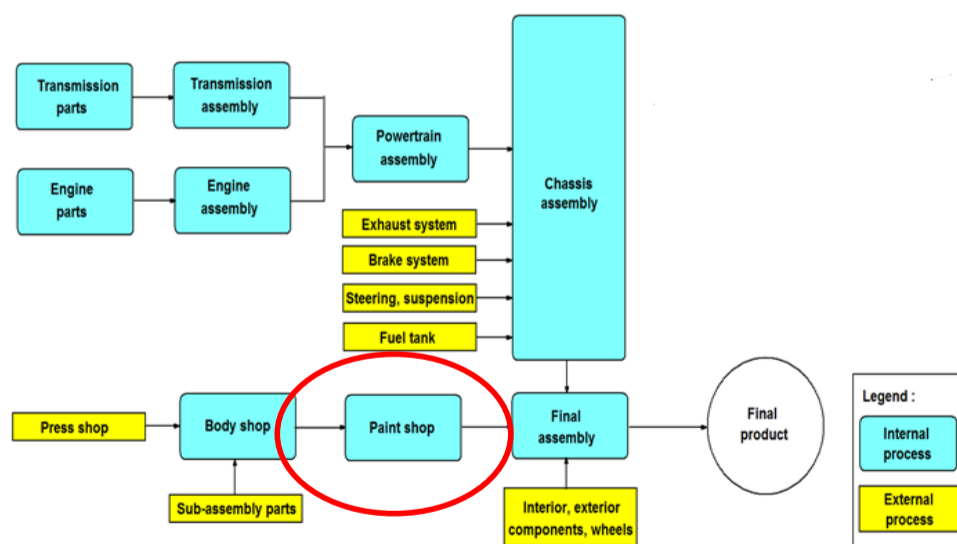 Transmission
parts
Transmission
assembly
Powertrain
assembly
Engine
parts
Engine
assembly
Chassis
assembly
Exhaust system
Brake system
Steering, suspension
Fuel tank
Press shop
Body shop
Paint shop
Final
assembly
Final
product
Sub-assembly parts
Interior, exterior
components, wheels
Legend :
Internal
process
External
process